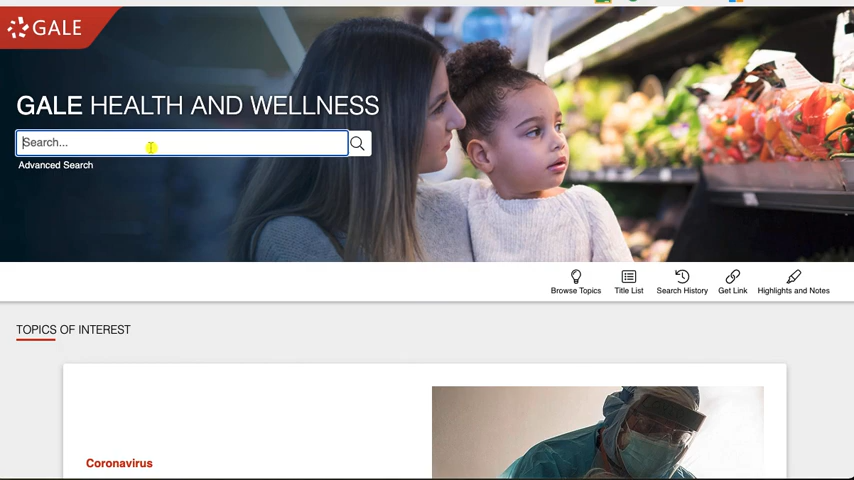 GALE
GALE HEALTH AND WELLNESS
Search...
Advanced Search
Browse Topics
Title List
Search History
Get Link
Highlights and Notes
TOPICS OF INTEREST
Coronavirus